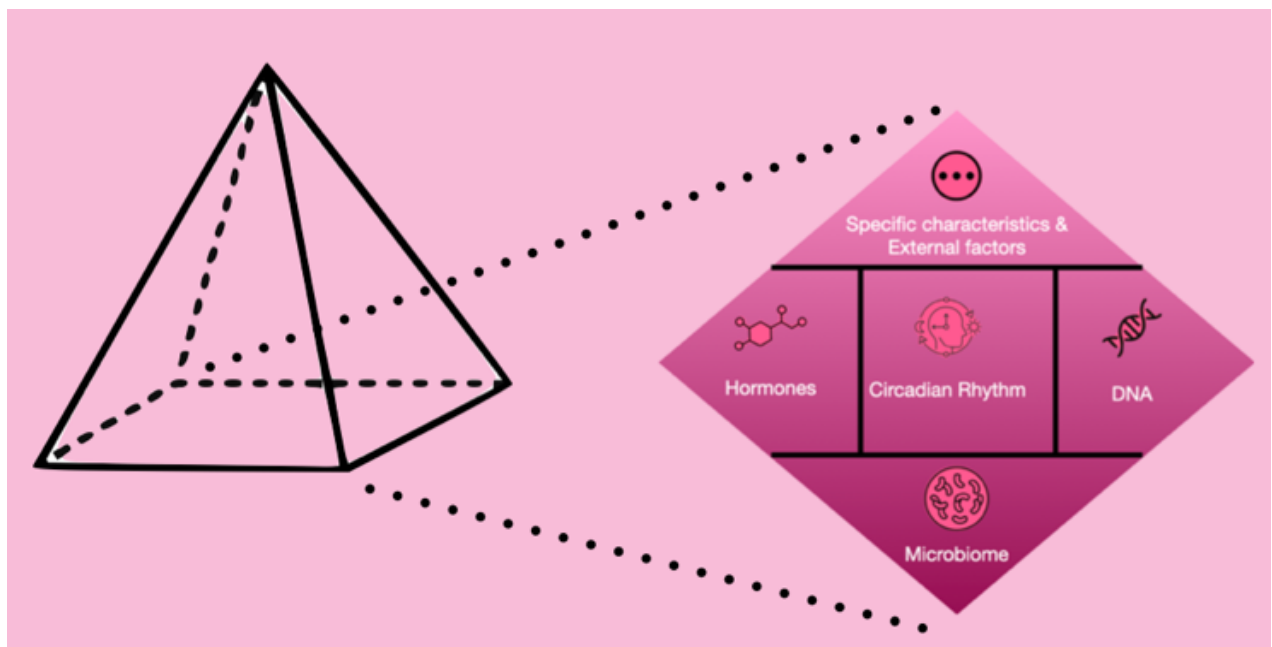 Specific characteristics &
External factors
Hormones
Circadian Rhythm
DNA
Microbiome